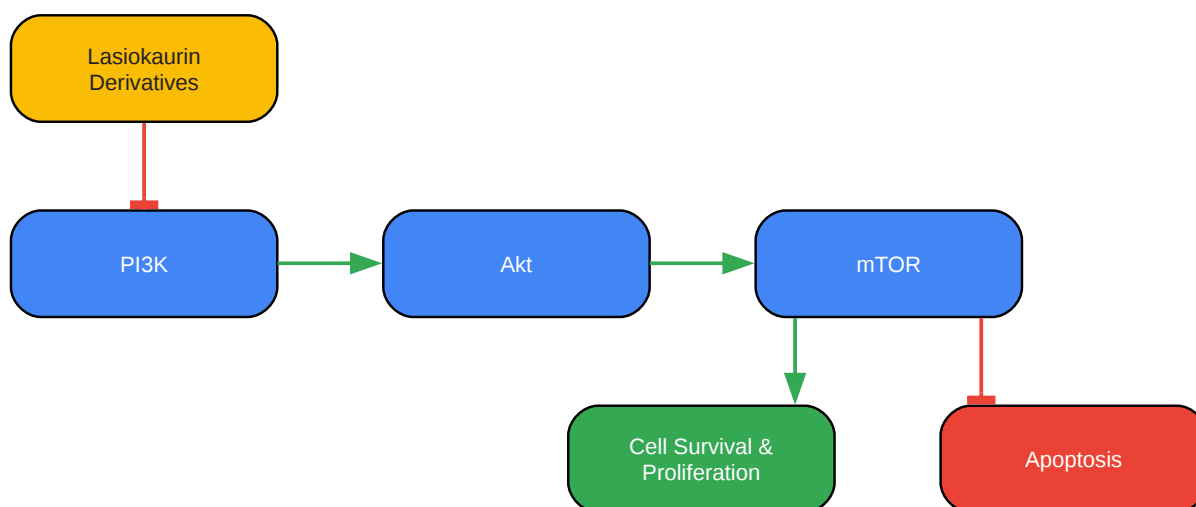 Lasiokaurin
Derivatives
PI3K
Akt
mTOR
Cell Survival &
Proliferation
Apoptosis